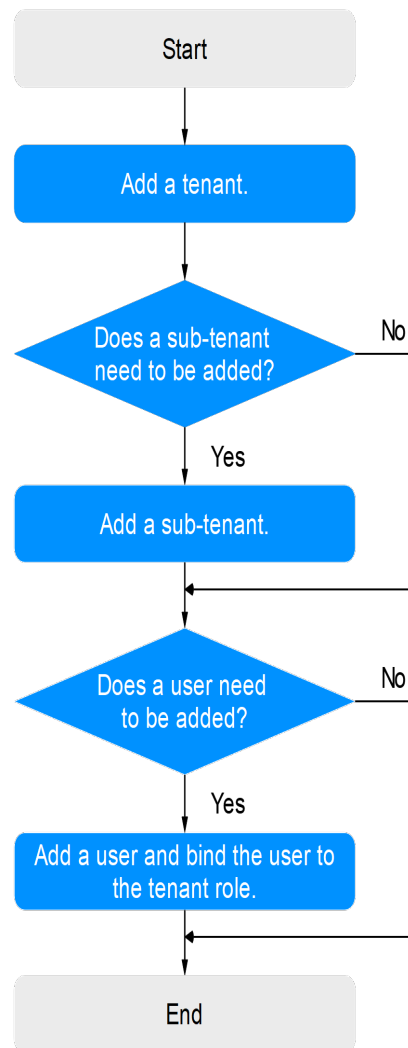 Start
Add a tenant.
Does a sub-tenant
need to be added?
No
Yes
Add a sub-tenant.
Does a user need
to be added?
No
Yes
Add a user and bind the user to
the tenant role.
End